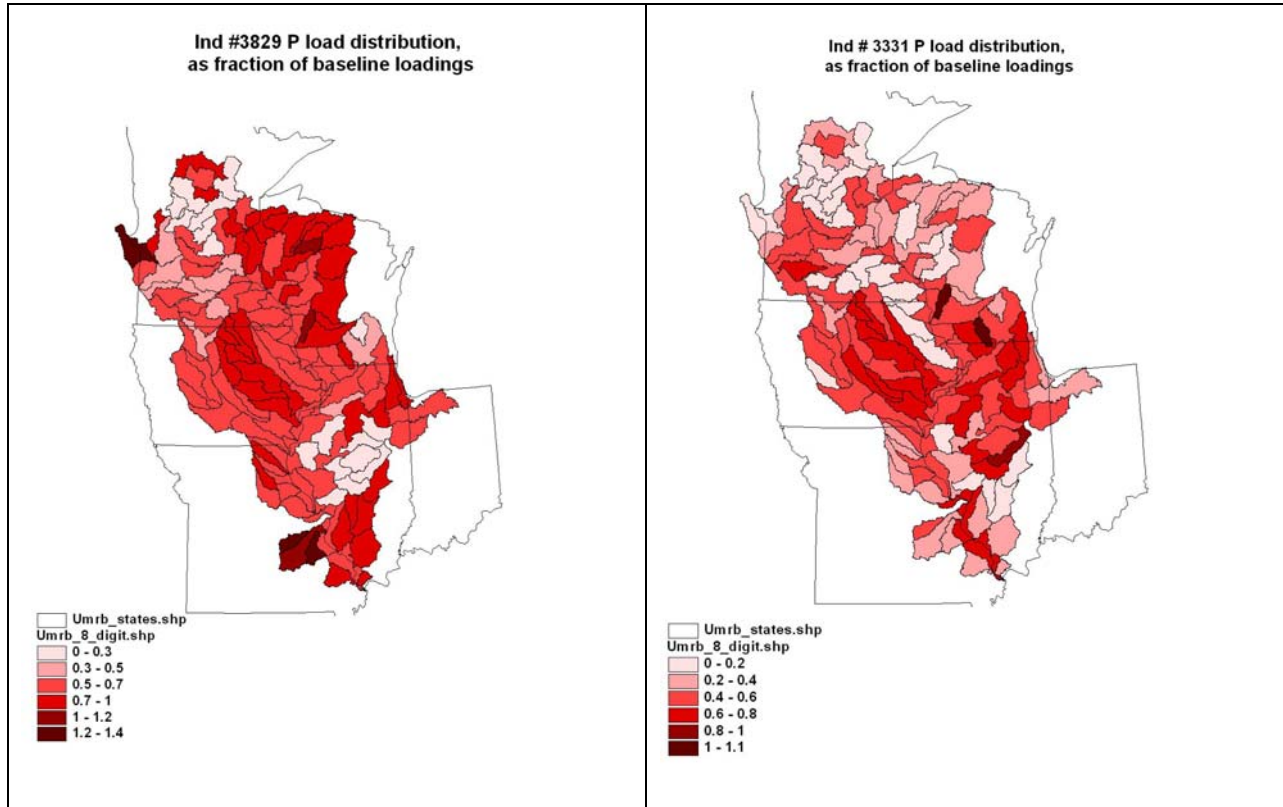 Ind #3829 P load distribution,
as fraction of baseline loadings
Umrb_states.shp
Umrb_8_digit.shp
0 - 0.3
0.3 - 0.5
0.5 - 0.7
0.7 - 1
1 - 1.2
1.2 - 1.4
Ind # 3331 P load distribution,
as fraction of baseline loadings
Umrb_states.shp
Umrb_8_digit.shp
0 - 0.2
0.2 - 0.4
0.4 - 0.6
0.6 - 0.8
0.8 - 1
1 - 1.1